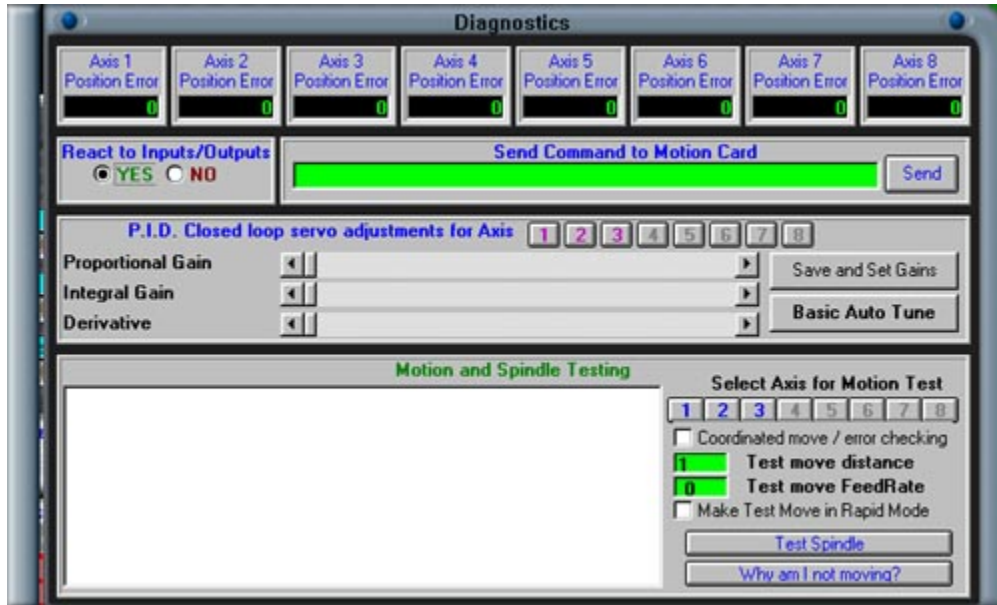 Diagnostics
Axis 1 Axis 2 Axis 3 Axis 4 Axis 5 Axis 6 Axis 7 Axis 8
Position Error Position Error Position Error Position Error Position Error Position Error Position Error Position Error
0 0 0 0 0 0 0 0
React to Inputs/Outputs
YES NO
Send Command to Motion Card
Send
P.I.D. Closed loop servo adjustments for Axis 1 2 3 4 5 6 7 8
Proportional Gain
Integral Gain
Derivative
Save and Set Gains
Basic Auto Tune
Motion and Spindle Testing
Select Axis for Motion Test
1 2 3 4 5 6 7 8
Coordinated move / error checking
1 Test move distance
0 Test move FeedRate
Make Test Move in Rapid Mode
Test Spindle
Why am I not moving?